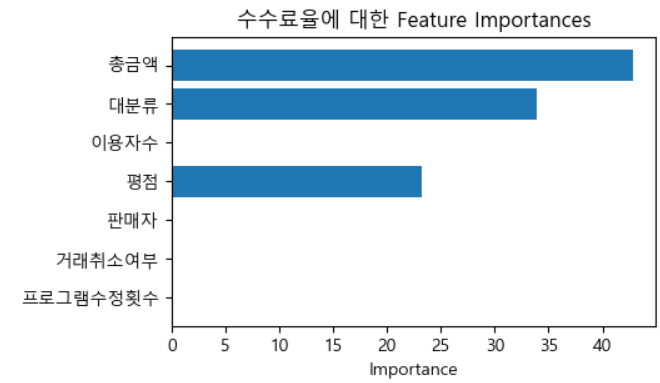 수수료율에 대한 Feature Importances
총금액
대분류
이용자수
평점
판매자
거래취소여부
프로그램수정횟수
0 5 10 15 20 25 30 35 40
Importance